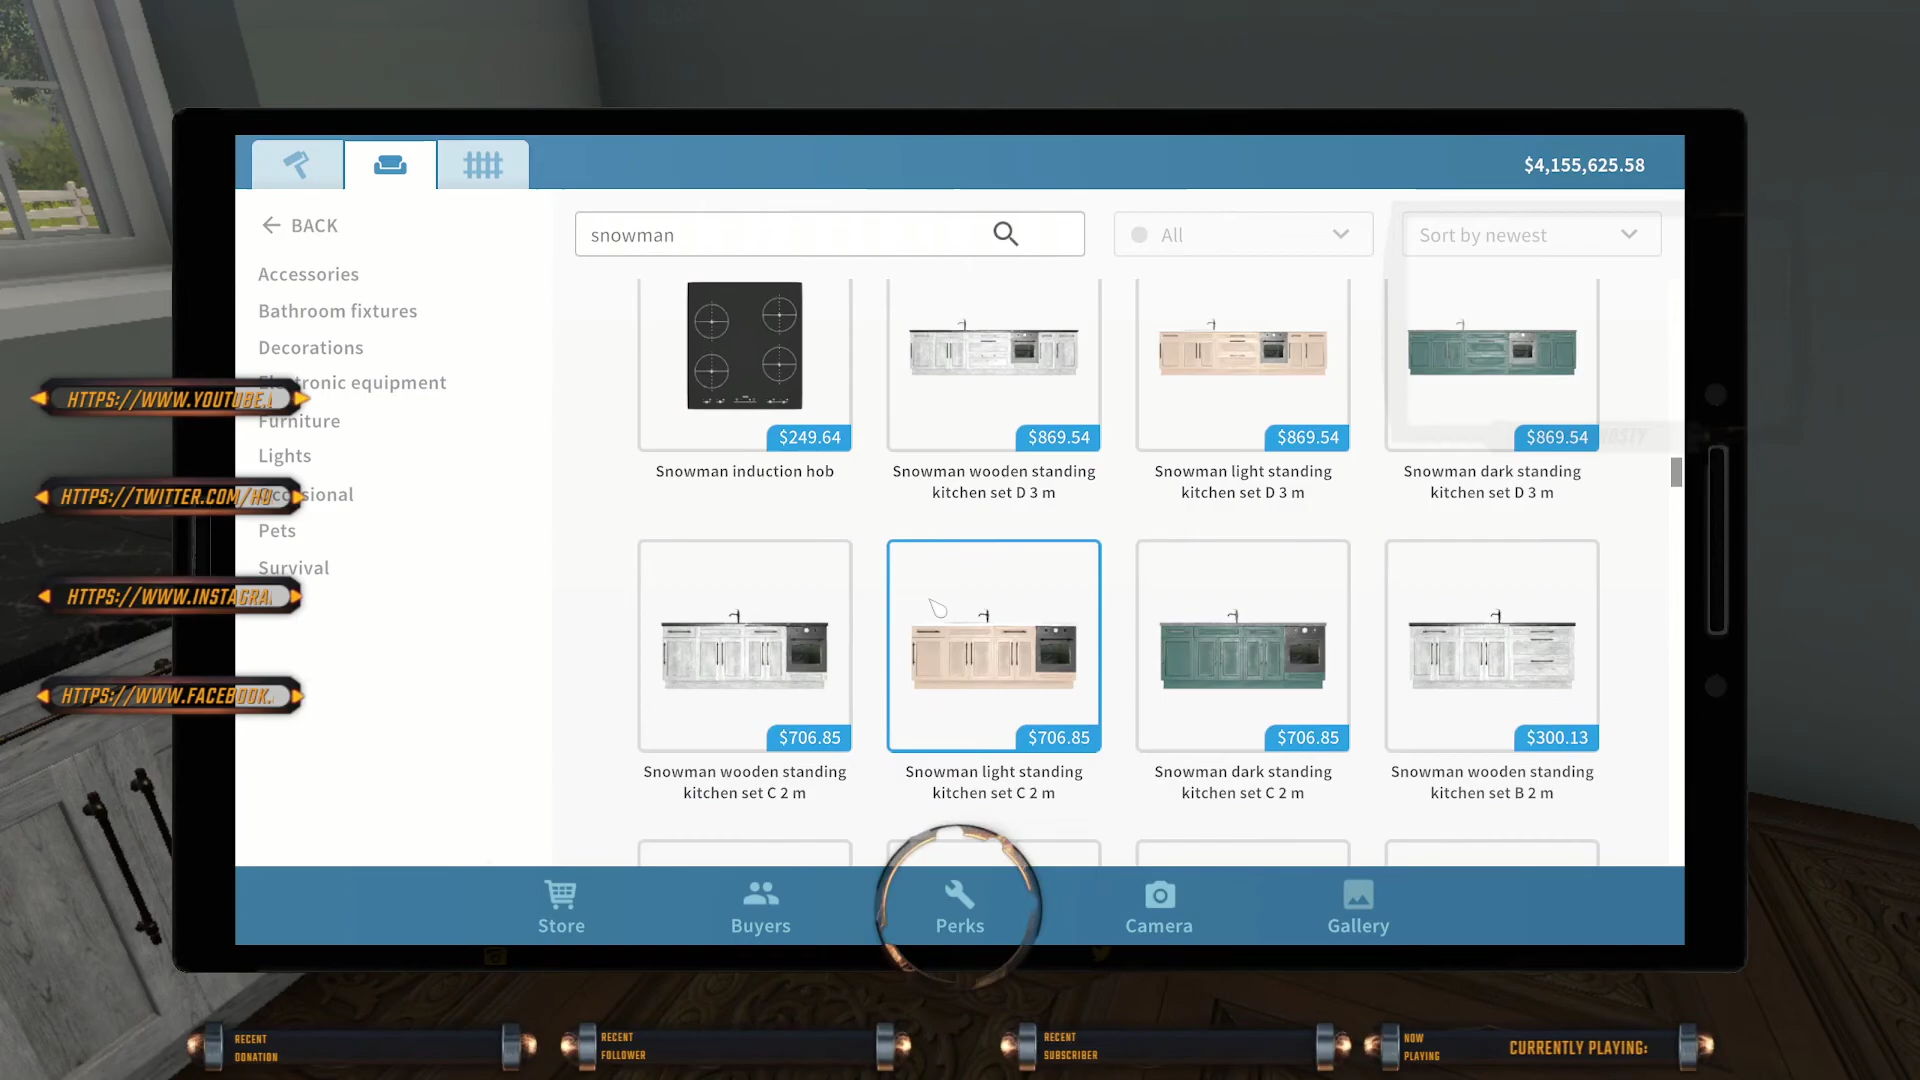 $4,155,625.58
BACK
snowman
All
Sort by newest
Accessories
Bathroom fixtures
Decorations
equipment
Furniture
Lights
Pets
Survival
HTTPS://WWW.YOUTUBE.
HTTPS://TWITTER.COM/HU
HTTPS://WWW.INSTAGRA
HTTPS://WWW.FACEBOOK.
$249.64
$869.54
$869.54
$869.54
Snowman induction hob
Snowman wooden standing
kitchen set D 3 m
Snowman light standing
kitchen set D 3 m
Snowman dark standing
kitchen set D 3 m
$706.85
$706.85
$706.85
$300.13
Snowman wooden standing
kitchen set C 2 m
Snowman light standing
kitchen set C 2 m
Snowman dark standing
kitchen set C 2 m
Snowman wooden standing
kitchen set B 2 m
Store
Buyers
Perks
Camera
Gallery
RECENT
DONATION
RECENT
FOLLOWER
RECENT
SUBSCRIBER
NOW
PLAYING
CURRENTLY PLAYING: